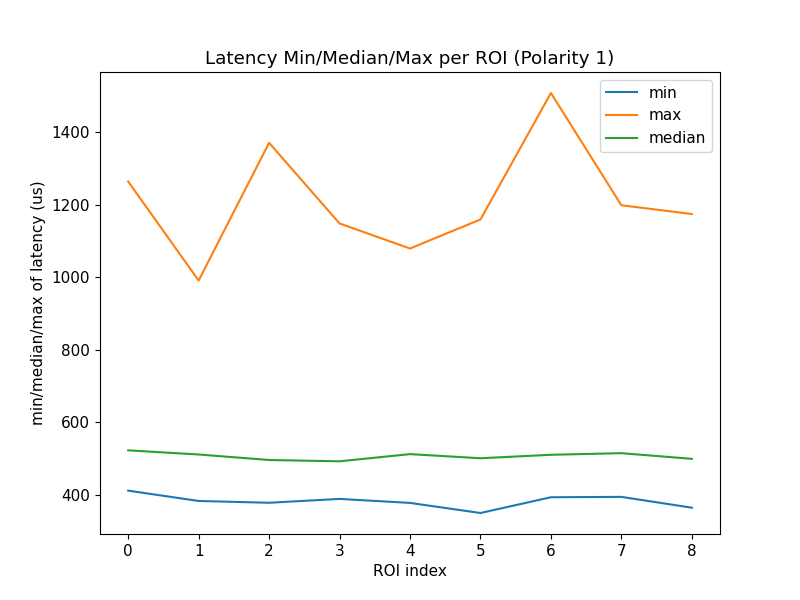 Latency Min/Median/Max per ROI (Polarity 1)
min
max
median
1400
1200
1000
800
600
400
min/median/max of latency (us)
0 1 2 3 4 5 6 7 8
ROI index